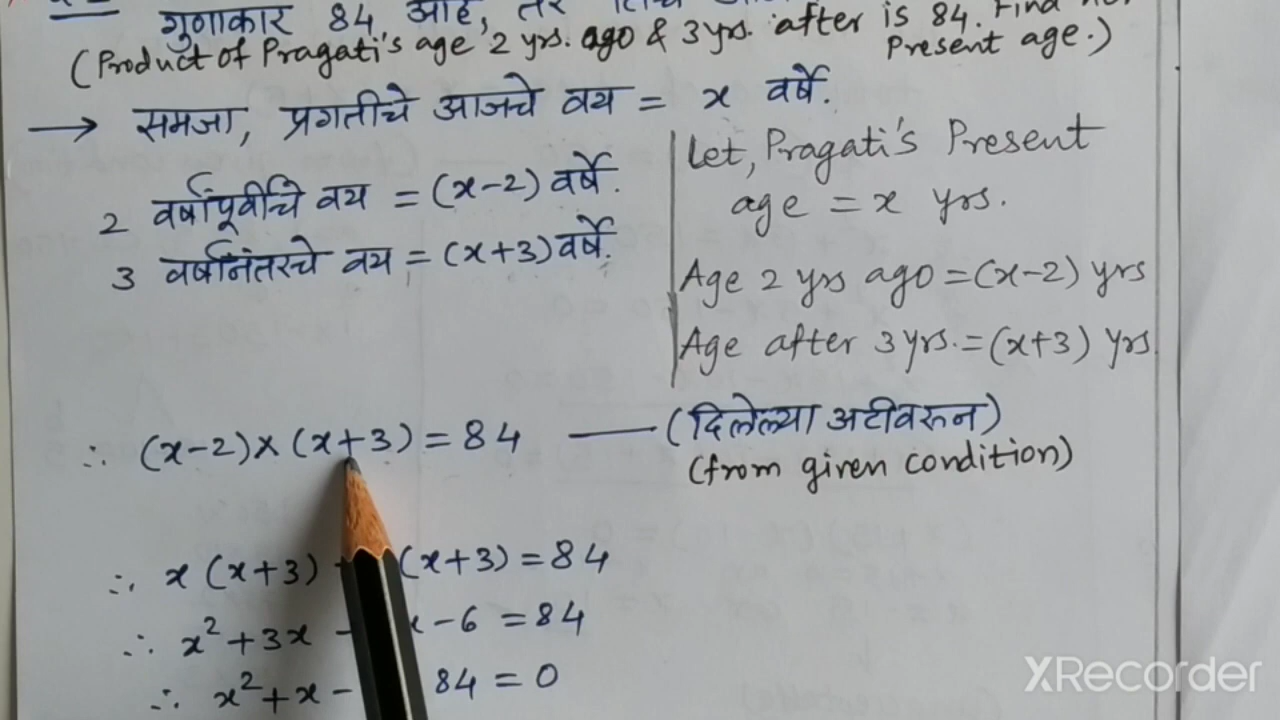 गुणाकार 84 आहे, तर
(Product of Pragati's age 2 yrs. ago & 3 yrs. after is 84. Find
Present age.)
→ समजा, प्रगतीचे आजचे वय = x वर्षे.
2 वर्षांपूर्वीचे वय = (x-2) वर्षे.
3 वर्षांनंतरचे वय = (x+3) वर्षे.
Let, Pragati's Present
age = x yrs.
Age 2 yrs ago = (x-2) yrs
Age after 3 yrs. = (x+3) yrs
∴ (x-2)×(x+3) = 84 —— (दिलेल्या अटीवरून)
(from given condition)
∴ x (x+3) (x+3) = 84
∴ x²+3x - x-6 = 84
∴ x²+x- 84 = 0
XRecorder